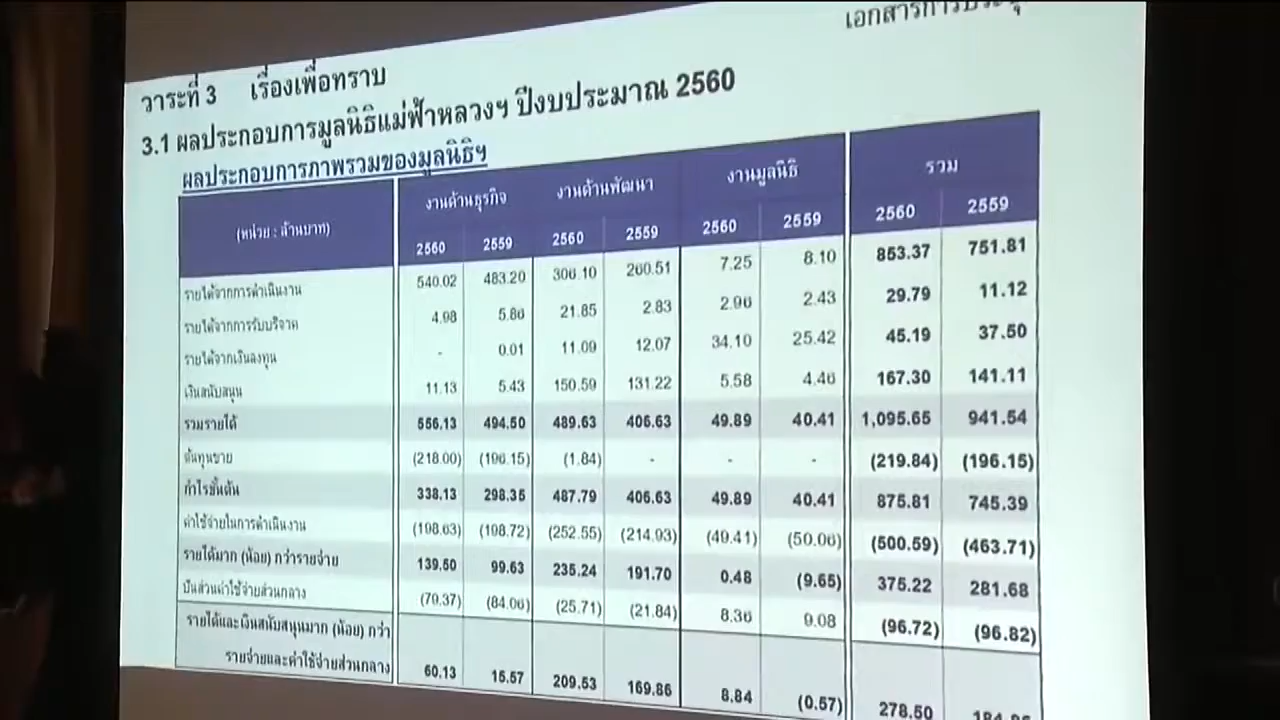 เอกสารการประชุ
วาระที่ 3 เรื่องเพื่อทราบ
3.1 ผลประกอบการมูลนิธิแม่ฟ้าหลวงฯ ปีงบประมาณ 2560
ผลประกอบการภาพรวมของมูลนิธิฯ
(หน่วย : ล้านบาท) งานด้านธุรกิจ งานด้านพัฒนา งานมูลนิธิ รวม
2560 2559 2560 2559 2560 2559 2560 2559
รายได้จากการดำเนินงาน 540.02 483.20 306.10 260.51 7.25 8.10 853.37 751.81
รายได้จากการรับบริจาค 4.98 5.86 21.85 2.83 2.96 2.43 29.79 11.12
รายได้จากเงินลงทุน - 0.01 11.09 12.07 34.10 25.42 45.19 37.50
เงินสนับสนุน 11.13 5.43 150.59 131.22 5.58 4.46 167.30 141.11
รวมรายได้ 556.13 494.50 489.63 406.63 49.89 40.41 1,095.65 941.54
ต้นทุนขาย (218.00) (196.15) (1.84) - - - (219.84) (196.15)
กำไรขั้นต้น 338.13 298.35 487.79 406.63 49.89 40.41 875.81 745.39
ค่าใช้จ่ายในการดำเนินงาน (198.63) (198.72) (252.55) (214.93) (49.41) (50.06) (500.59) (463.71)
รายได้มาก (น้อย) กว่ารายจ่าย 139.50 99.63 235.24 191.70 0.48 (9.65) 375.22 281.68
ปันส่วนค่าใช้จ่ายส่วนกลาง (79.37) (84.06) (25.71) (21.84) 8.36 9.08 (96.72) (96.82)
รายได้และเงินสนับสนุนมาก (น้อย) กว่า
รายจ่ายและค่าใช้จ่ายส่วนกลาง 60.13 15.57 209.53 169.86 8.84 (0.57) 278.50